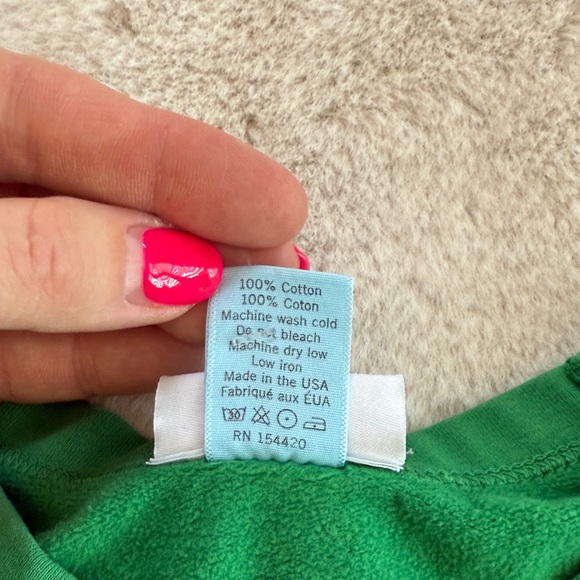 100% Cotton
100% Coton
Machine wash cold
Do not bleach
Machine dry low
Low iron
Made in the USA
Fabriqué aux ÉUA
30
RN 154420